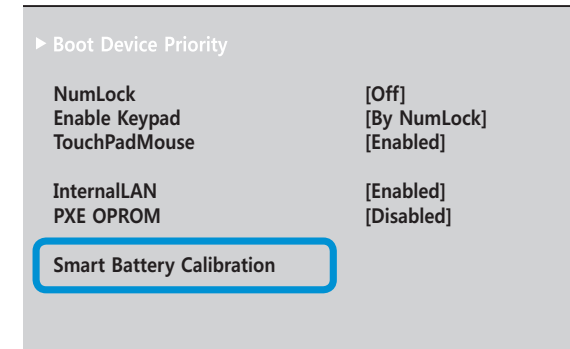 ▶ Boot Device Priority
NumLock [Off]
Enable Keypad [By NumLock]
TouchPadMouse [Enabled]
InternalLAN [Enabled]
PXE OPROM [Disabled]
Smart Battery Calibration